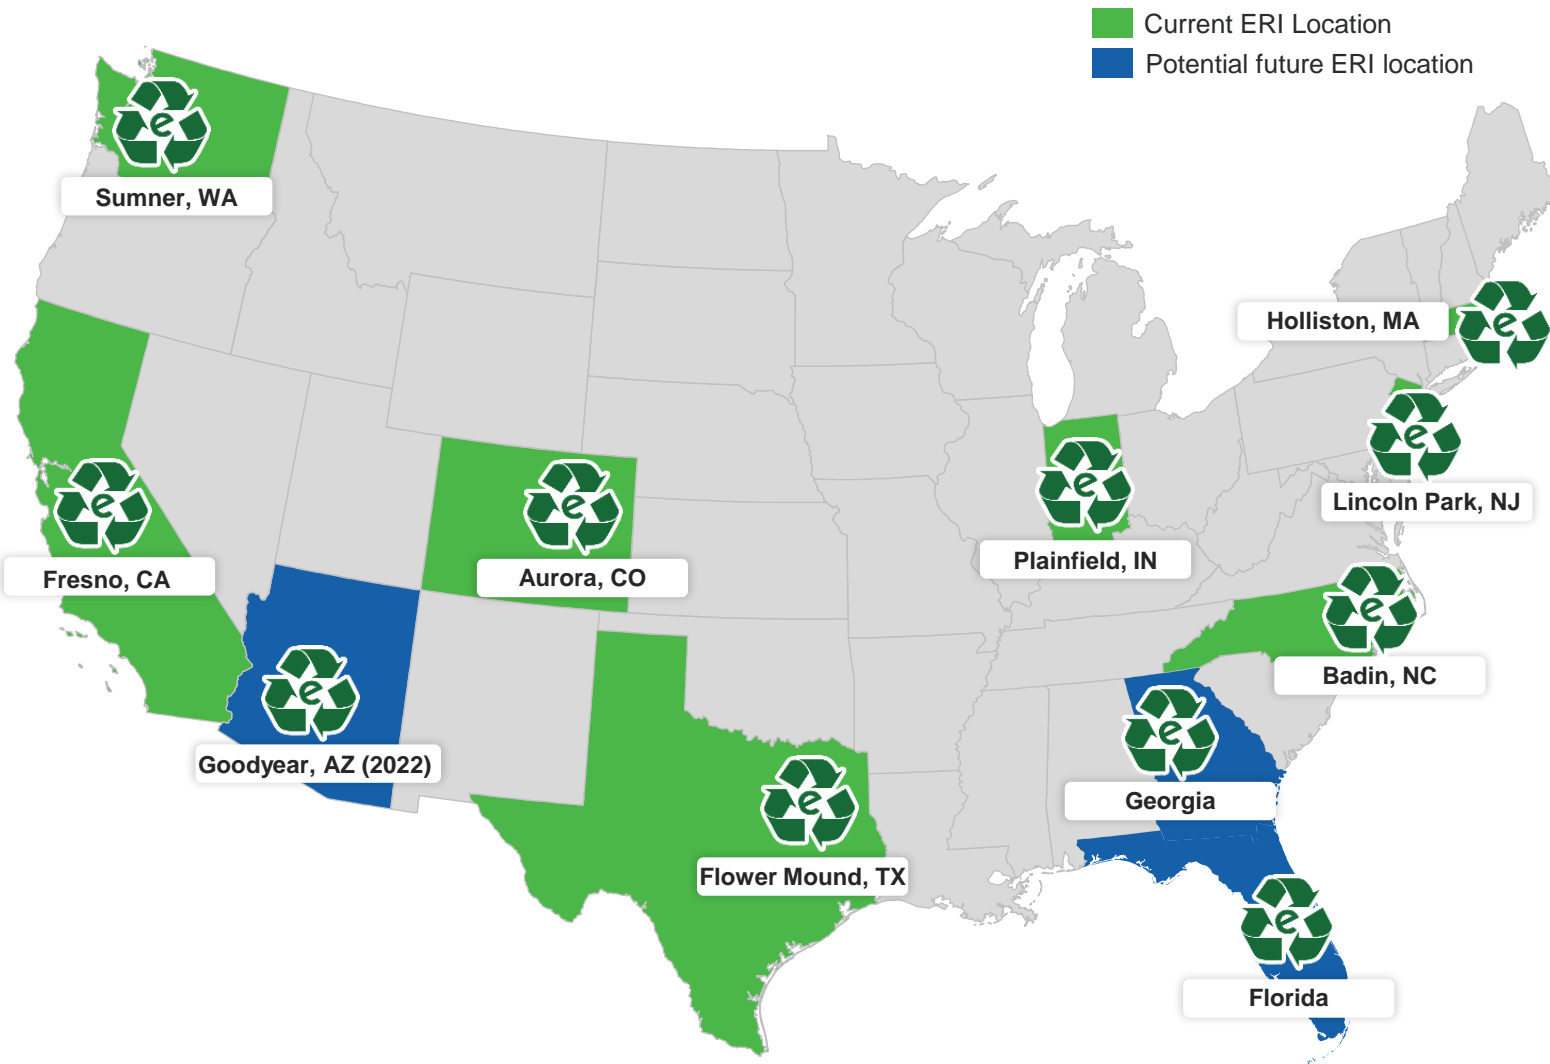 Current ERI Location
Potential future ERI location
e
Sumner, WA
Holliston, MA
e
e
Lincoln Park, NJ
e
Plainfield, IN
e
Fresno, CA
e
Aurora, CO
e
Badin, NC
e
Goodyear, AZ (2022)
e
Georgia
e
Flower Mound, TX
e
Florida
e